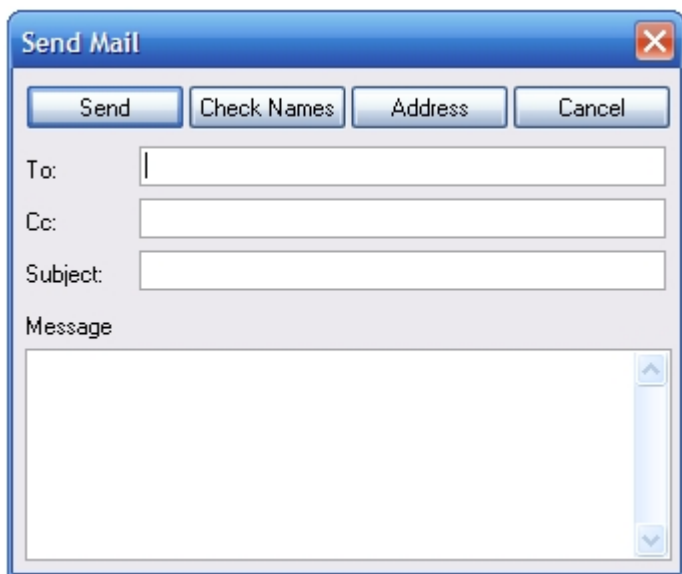 Send Mail
Send Check Names Address Cancel
To:
Cc:
Subject:
Message